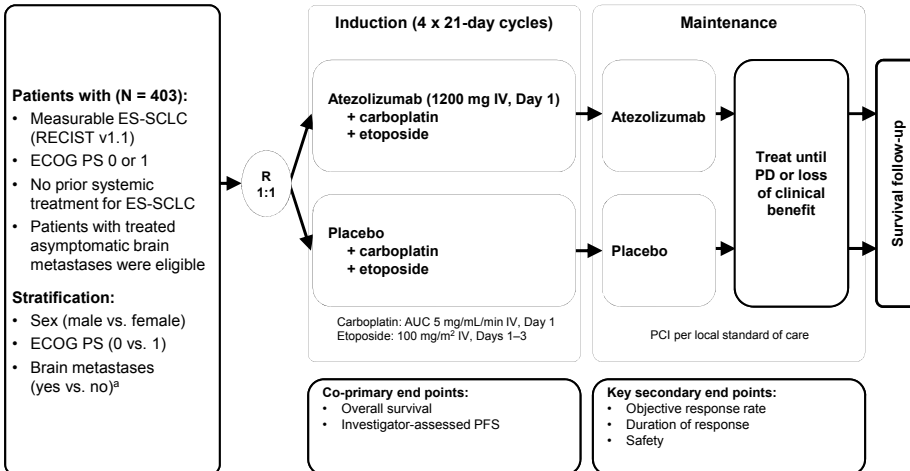 Patients with (N = 403):
• Measurable ES-SCLC
(RECIST v1.1)
• ECOG PS 0 or 1
• No prior systemic
treatment for ES-SCLC
• Patients with treated
asymptomatic brain
metastases were eligible
Stratification:
• Sex (male vs. female)
• ECOG PS (0 vs. 1)
• Brain metastases
(yes vs. no)ᵃ
R
1:1
Induction (4 x 21-day cycles)
Atezolizumab (1200 mg IV, Day 1)
+ carboplatin
+ etoposide
Placebo
+ carboplatin
+ etoposide
Carboplatin: AUC 5 mg/mL/min IV, Day 1
Etoposide: 100 mg/m² IV, Days 1–3
Maintenance
Atezolizumab
Placebo
Treat until
PD or loss
of clinical
benefit
PCI per local standard of care
Survival follow-up
Co-primary end points:
• Overall survival
• Investigator-assessed PFS
Key secondary end points:
• Objective response rate
• Duration of response
• Safety